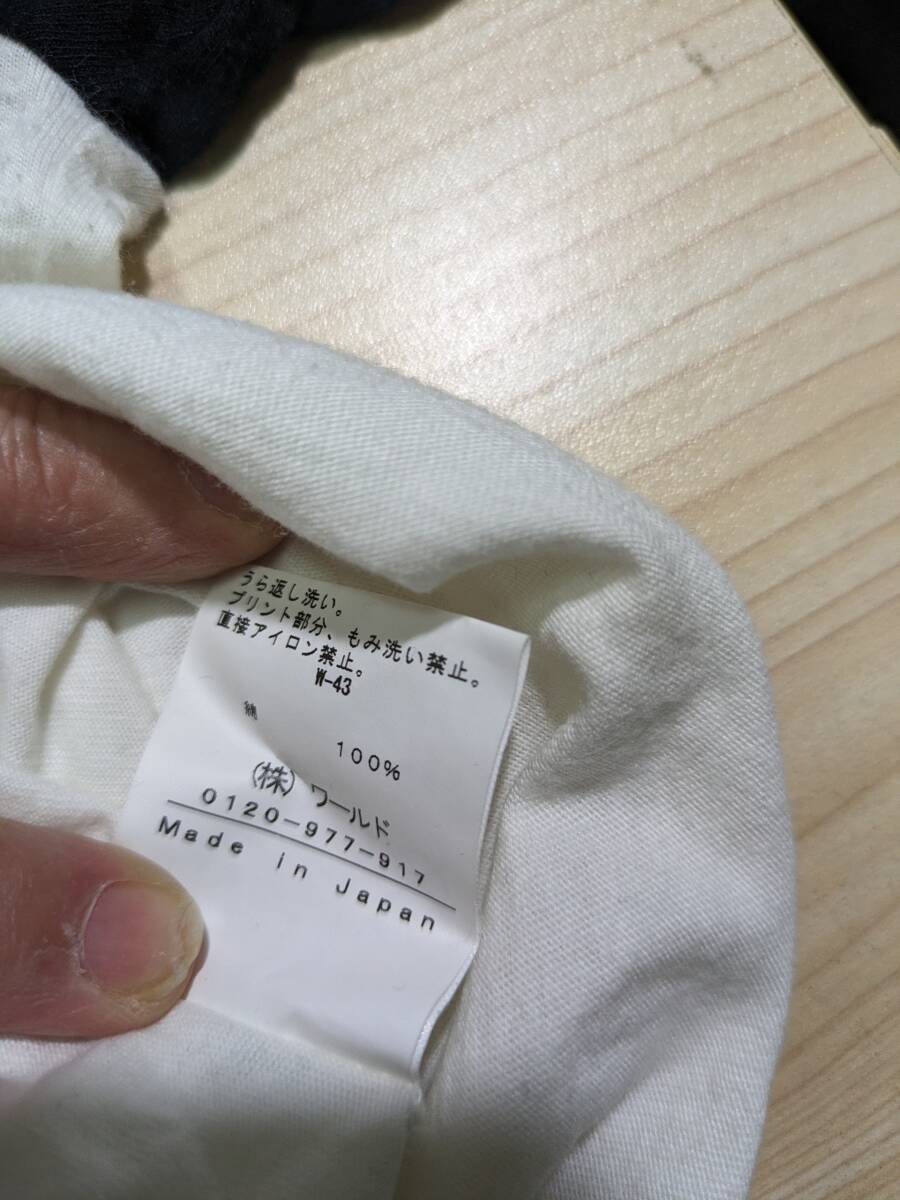 うら返し洗い。
プリント部分、もみ洗い禁止。
直接アイロン禁止。
W-43
綿
100%
(株)ワールド
0120-977-917
Made in Japan